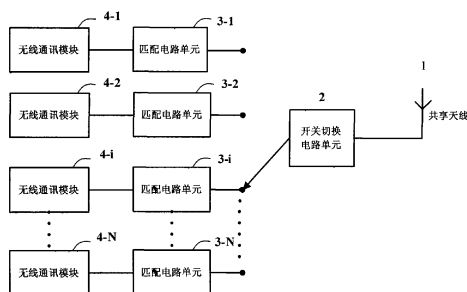 4-1
3-1
无线通讯模块
匹配电路单元
1
4-2
3-2
无线通讯模块
匹配电路单元
2
共享天线
开关切换
电路单元
4-i
3-i
无线通讯模块
匹配电路单元
4-N
3-N
无线通讯模块
匹配电路单元